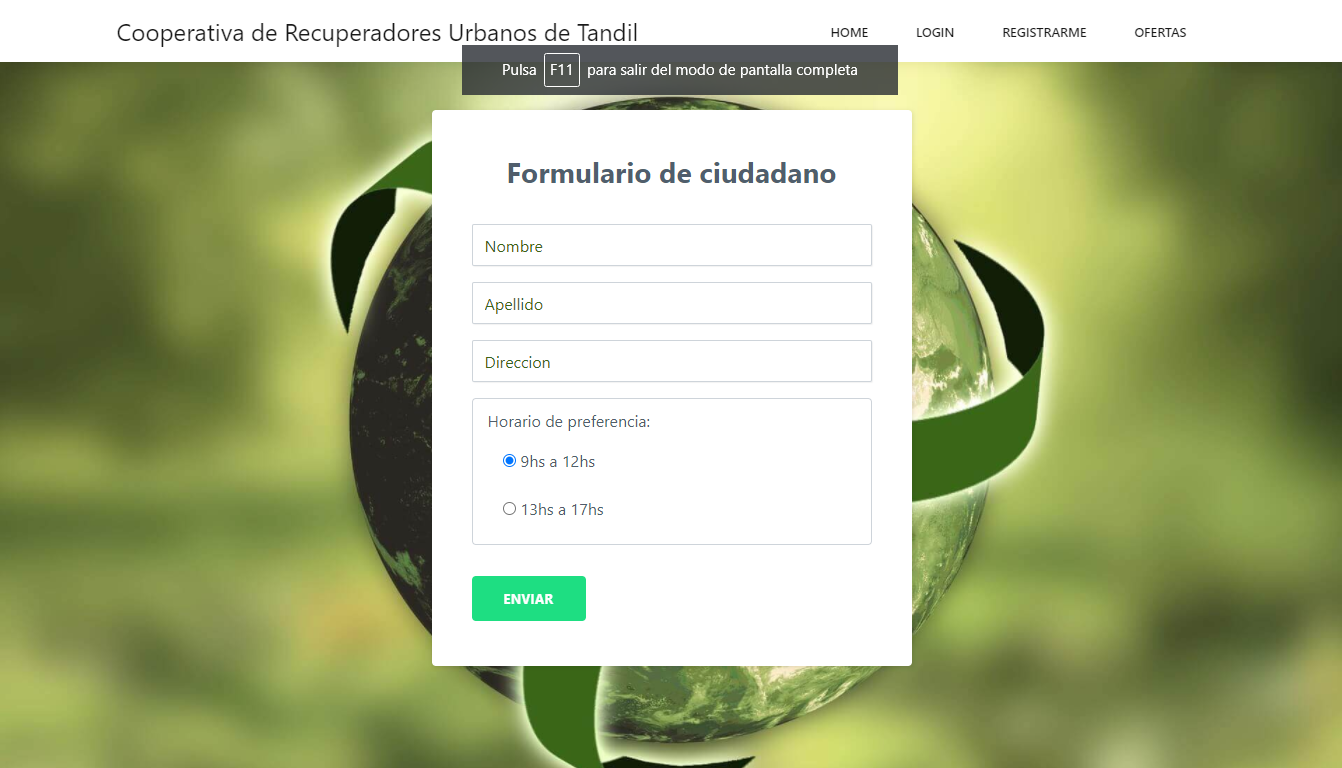 Cooperativa de Recuperadores Urbanos de Tandil HOME LOGIN REGISTRARME OFERTAS
Pulsa F11 para salir del modo de pantalla completa
Formulario de ciudadano
Nombre
Apellido
Direccion
Horario de preferencia:
9hs a 12hs
13hs a 17hs
ENVIAR